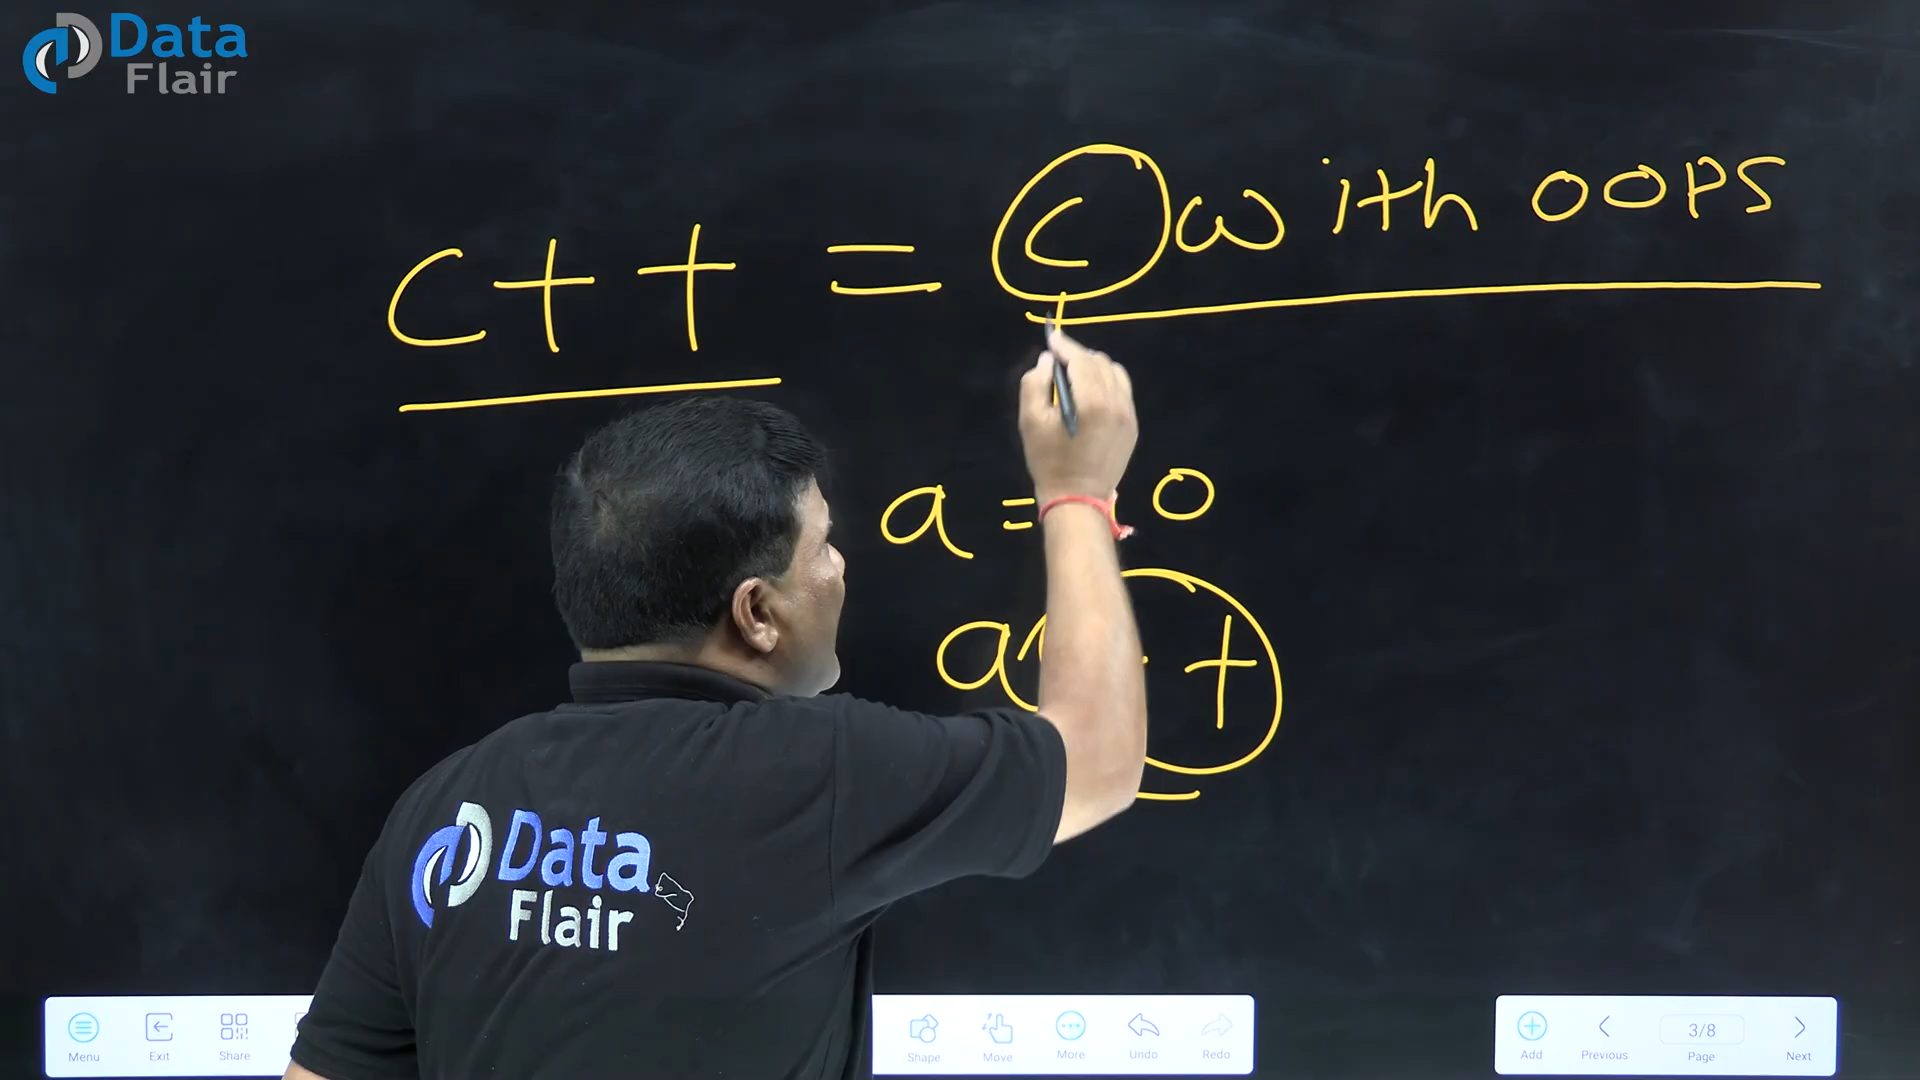 Data
Flair
C++ = C with OOPS
a = 0
a +
Data
Flair
Menu Exit Share Shape Move More Undo Redo Add Previous 3/8 Page Next